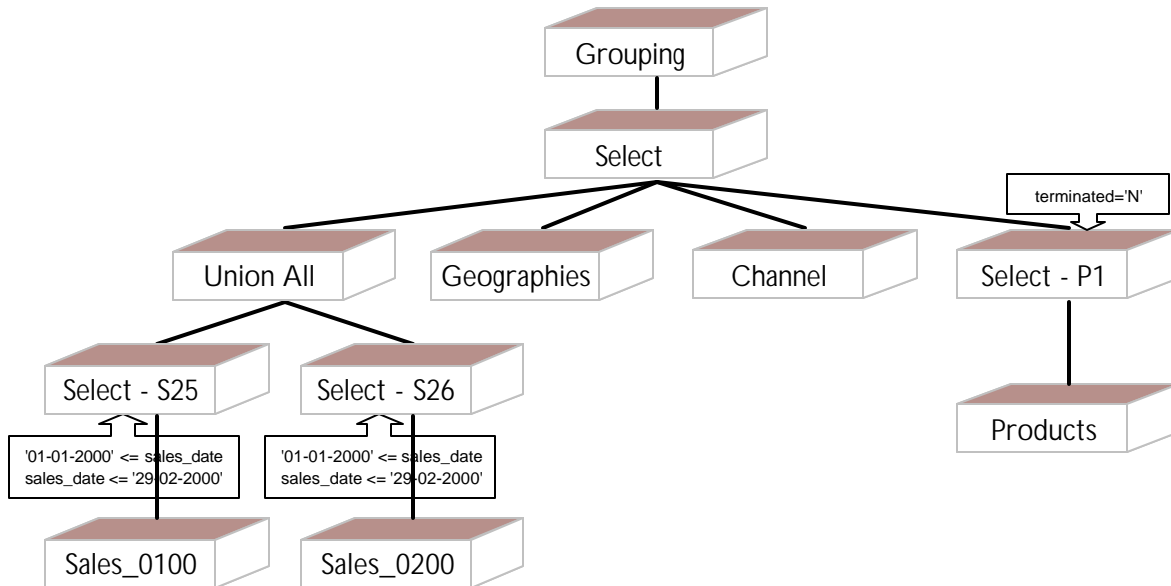 Grouping
Select
terminated='N'
Union All
Geographies
Channel
Select - P1
Select - S25
Select - S26
'01-01-2000' <= sales_date
sales_date <= '29-02-2000'
'01-01-2000' <= sales_date
sales_date <= '29-02-2000'
Products
Sales_0100
Sales_0200